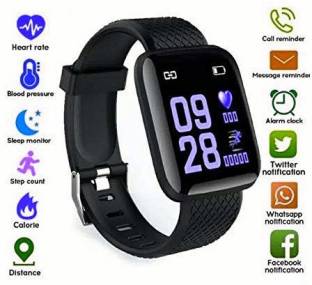 Heart rate
Blood pressure
Sleep monitor
Step count
Calorie
Distance
09
28
Call reminder
Message reminder
Alarm clock
Twitter
notification
Whatsapp
notification
Facebook
notification